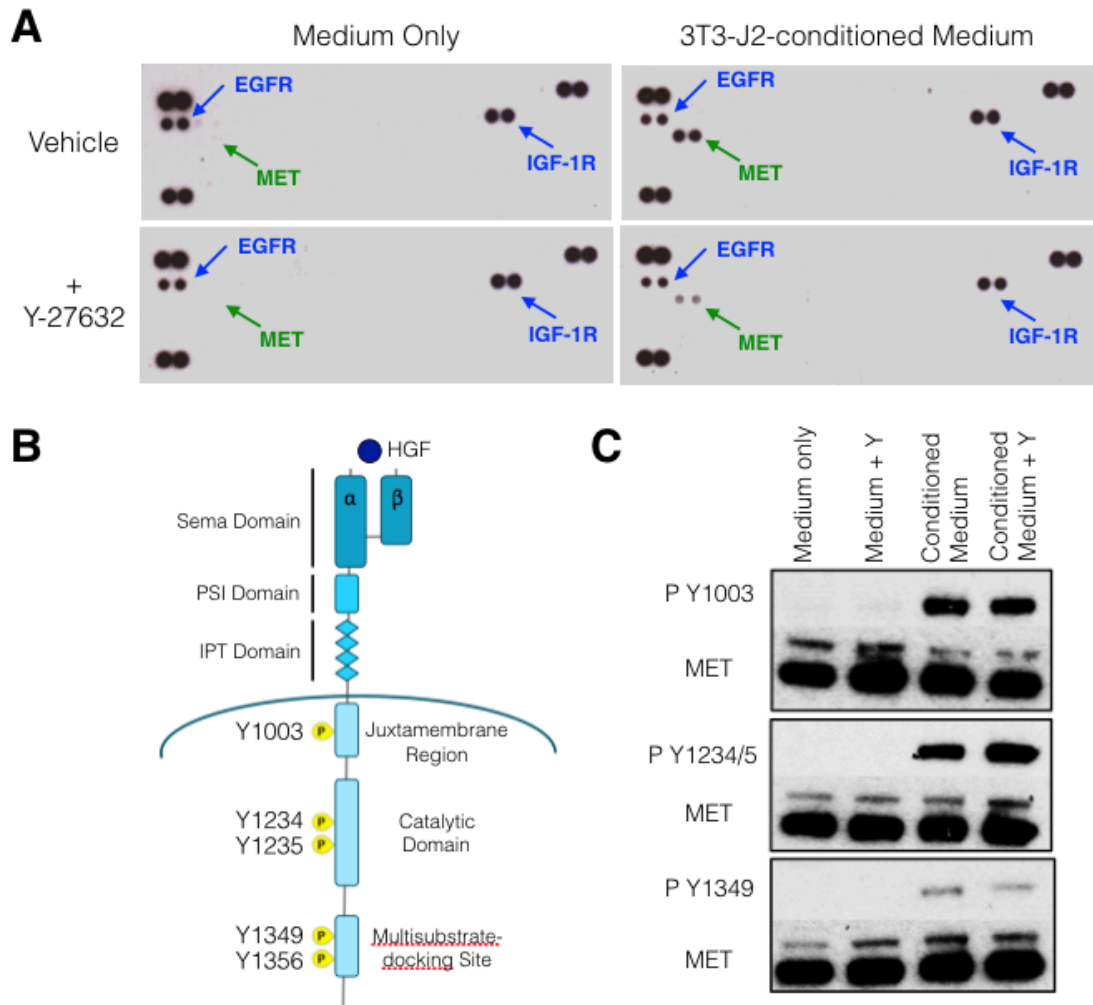 A
Medium Only
3T3-J2-conditioned Medium
Vehicle
EGFR
MET
IGF-1R
EGFR
MET
IGF-1R
+
Y-27632
EGFR
MET
IGF-1R
EGFR
MET
IGF-1R
B
HGF
α
β
Sema Domain
PSI Domain
IPT Domain
Y1003
P
Juxtamembrane
Region
Y1234
P
Y1235
P
Catalytic
Domain
Y1349
P
Y1356
P
Multisubstrate-
docking Site
C
Medium only
Medium + Y
Conditioned
Medium
Conditioned
Medium + Y
P Y1003
MET
P Y1234/5
MET
P Y1349
MET